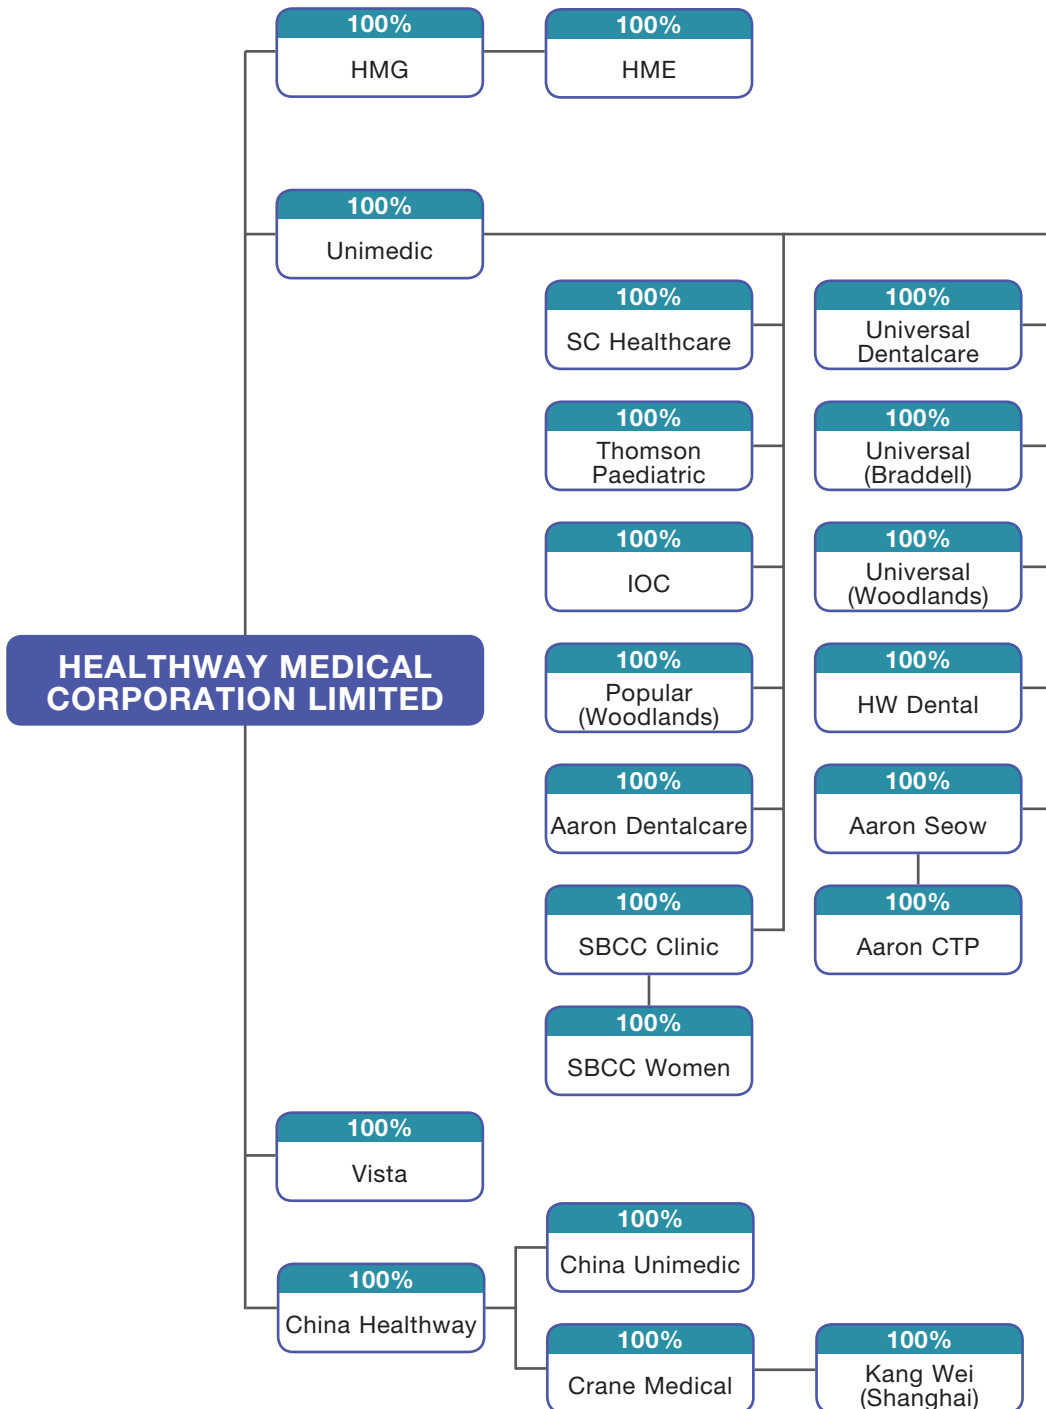 100%
HMG
100%
HME
100%
Unimedic
100%
SC Healthcare
100%
Universal
Dentalcare
100%
Thomson
Paediatric
100%
Universal
(Braddell)
100%
IOC
100%
Universal
(Woodlands)
HEALTHWAY MEDICAL
CORPORATION LIMITED
100%
Popular
(Woodlands)
100%
HW Dental
100%
Aaron Dentalcare
100%
Aaron Seow
100%
SBCC Clinic
100%
Aaron CTP
100%
SBCC Women
100%
Vista
100%
China Healthway
100%
China Unimedic
100%
Crane Medical
100%
Kang Wei
(Shanghai)